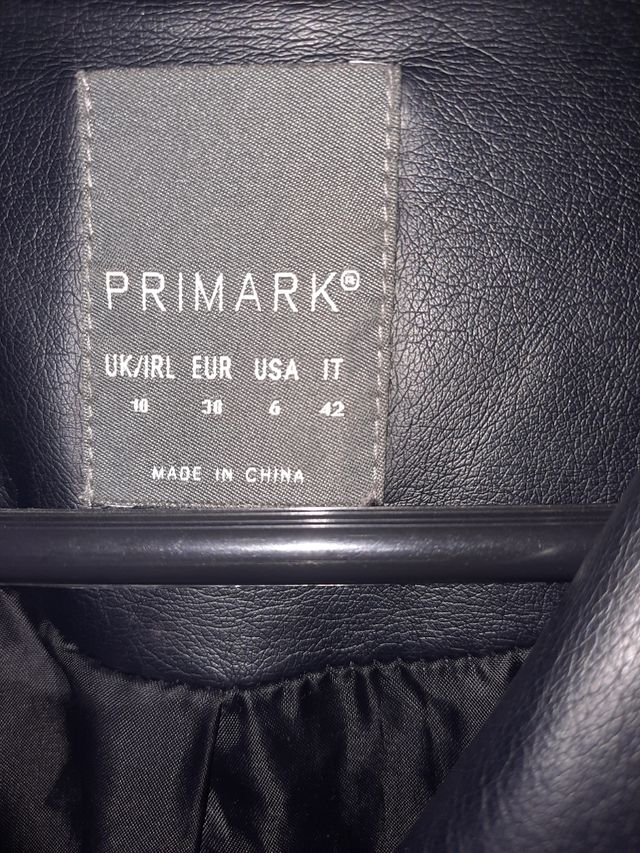 PRIMARK®
UK/IRL EUR USA IT
10 38 6 42
MADE IN CHINA